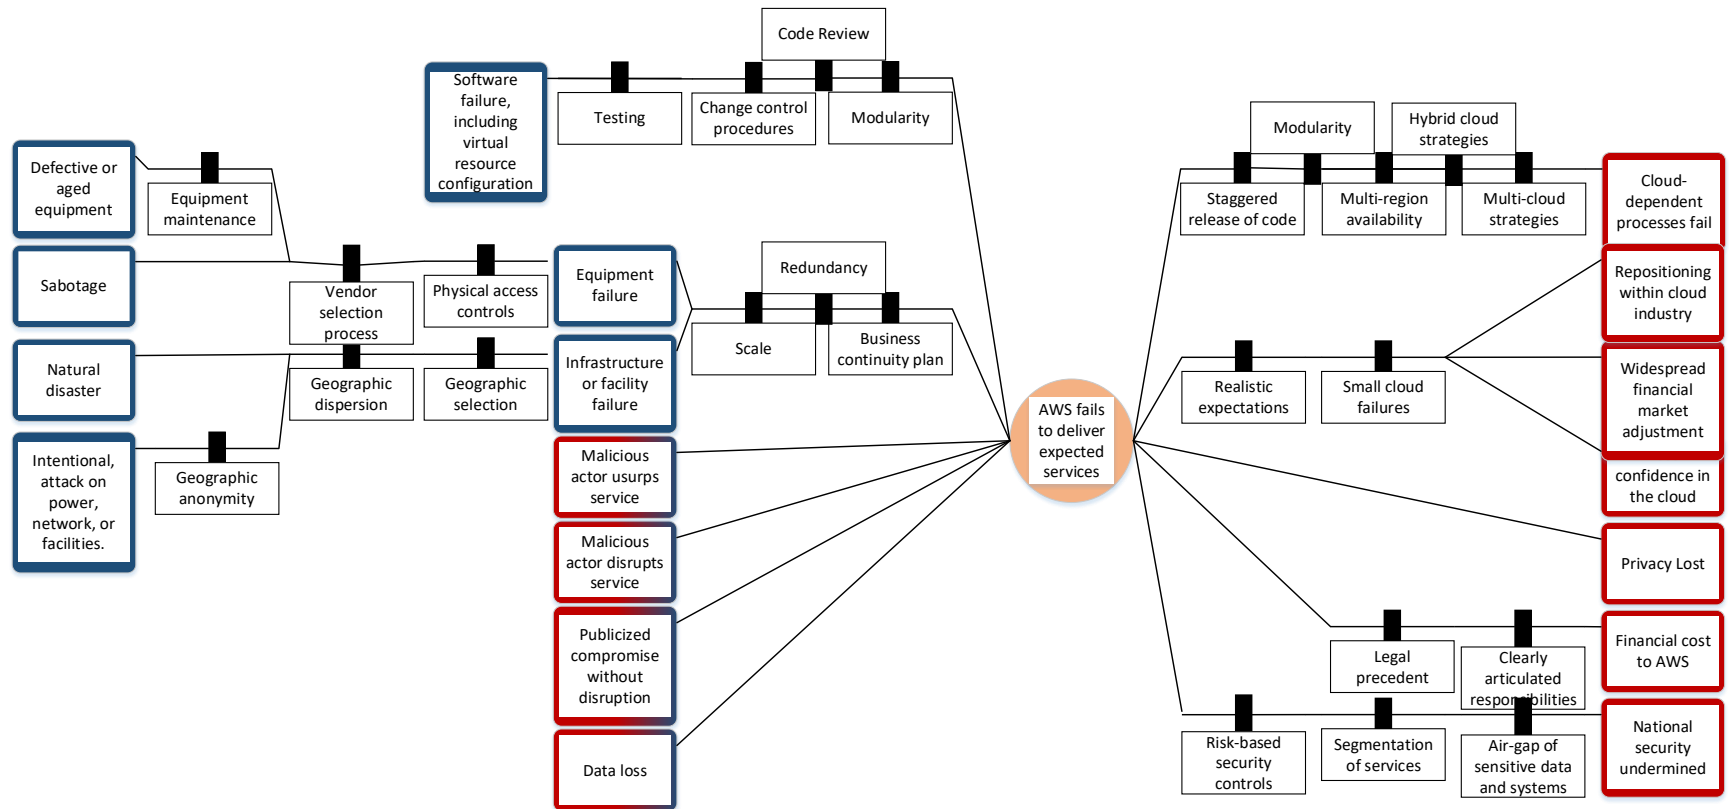 Code Review
Software
failure,
including
virtual
resource
configuration
Testing
Change control
procedures
Modularity
Defective or
aged
equipment
Equipment
maintenance
Sabotage
Vendor
selection
process
Physical access
controls
Equipment
failure
Redundancy
Scale
Business
continuity plan
Natural
disaster
Geographic
dispersion
Geographic
selection
Infrastructure
or facility
failure
Intentional,
attack on
power,
network, or
facilities.
Geographic
anonymity
Malicious
actor usurps
service
Malicious
actor disrupts
service
Publicized
compromise
without
disruption
Data loss
AWS fails
to deliver
expected
services
Modularity
Hybrid cloud
strategies
Staggered
release of code
Multi-region
availability
Multi-cloud
strategies
Cloud-
dependent
processes fail
Repositioning
within cloud
industry
Realistic
expectations
Small cloud
failures
Widespread
financial
market
adjustment
confidence in
the cloud
Privacy Lost
Legal
precedent
Clearly
articulated
responsibilities
Financial cost
to AWS
Risk-based
security
controls
Segmentation
of services
Air-gap of
sensitive data
and systems
National
security
undermined